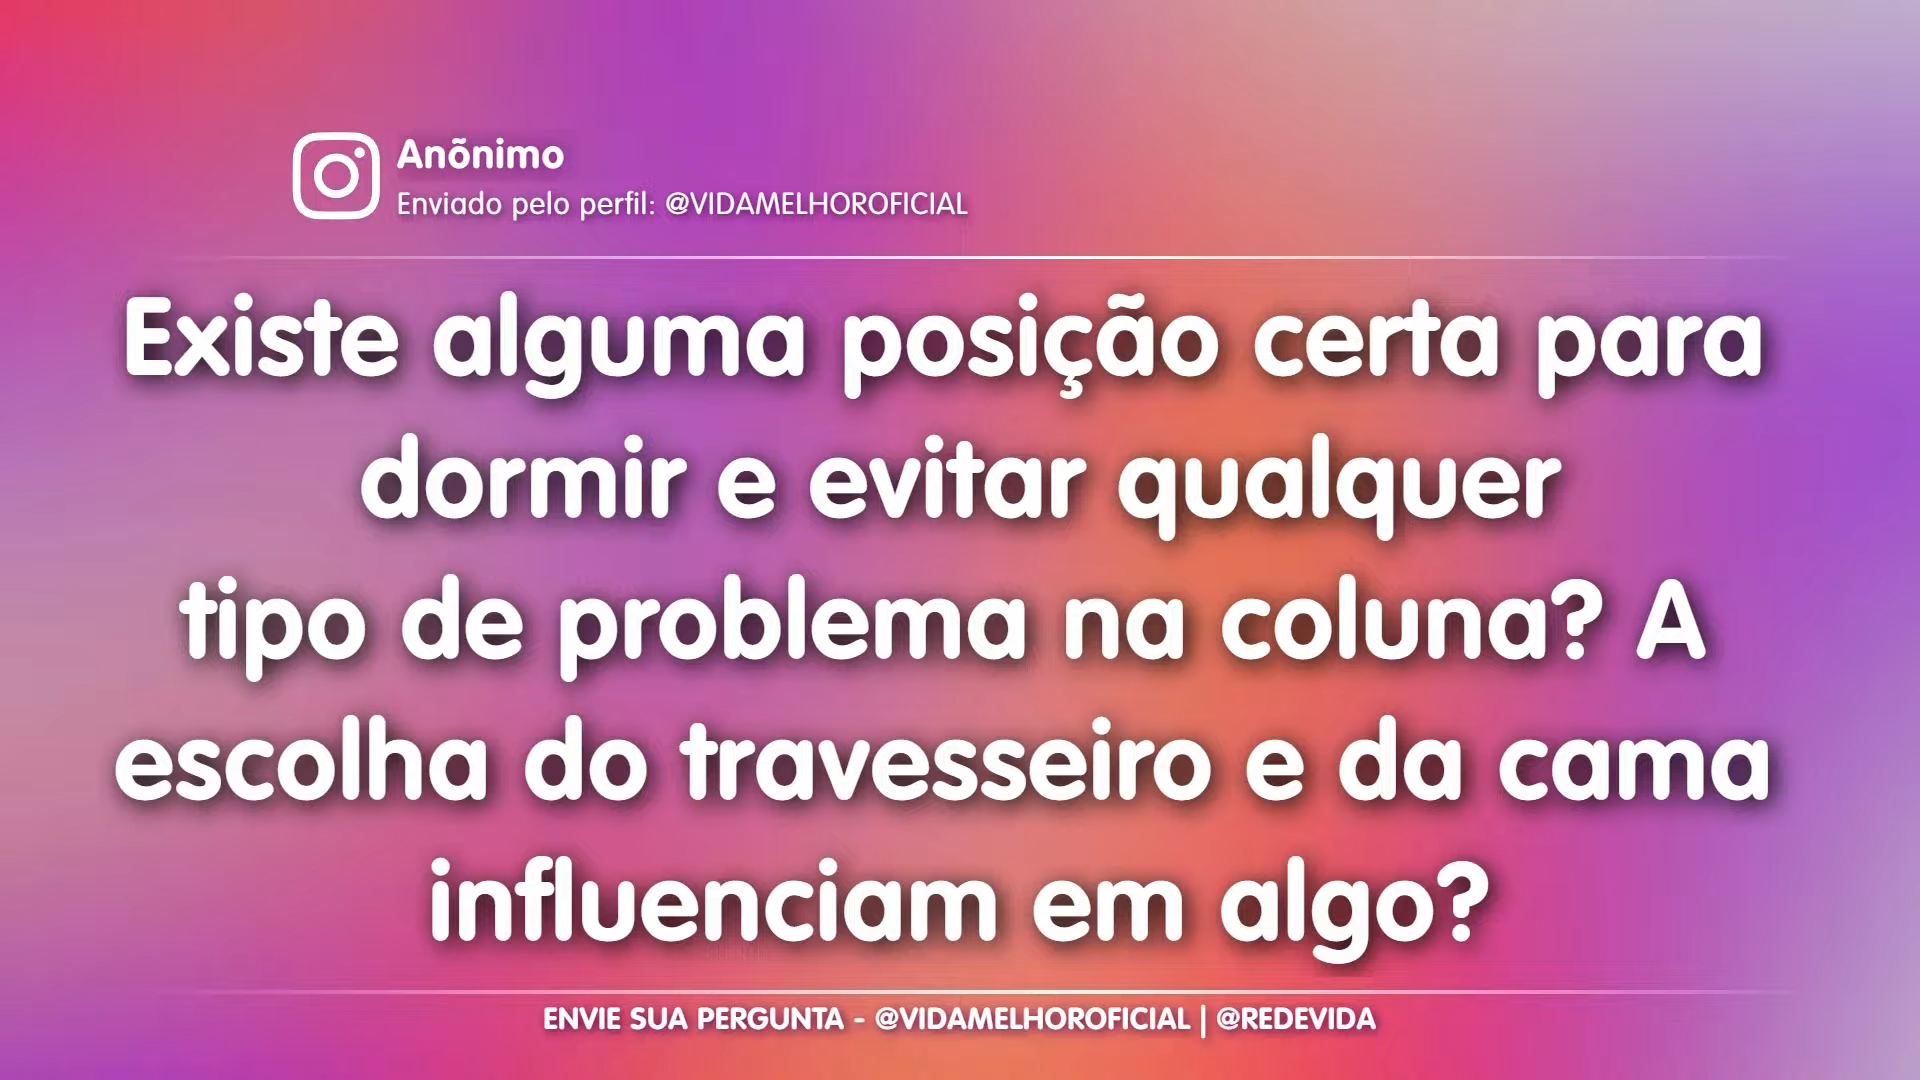 Anõnimo
Enviado pelo perfil: @VIDAMELHOROFICIAL
Existe alguma posição certa para
dormir e evitar qualquer
tipo de problema na coluna? A
escolha do travesseiro e da cama
influenciam em algo?
ENVIE SUA PERGUNTA - @VIDAMELHOROFICIAL | @REDEVIDA